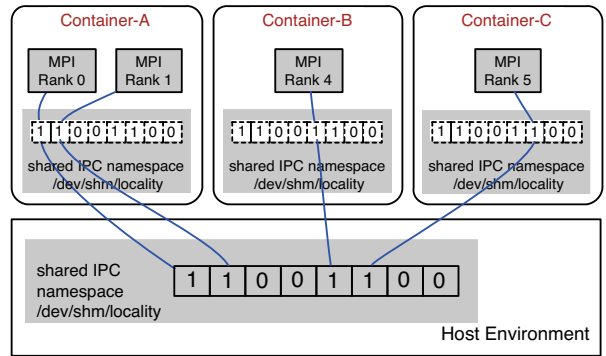 Container-A
MPI
Rank 0
MPI
Rank 1
1 1 0 0 1 1 0 0
shared IPC namespace
/dev/shm/locality
Container-B
MPI
Rank 4
1 1 0 0 1 1 0 0
shared IPC namespace
/dev/shm/locality
Container-C
MPI
Rank 5
1 1 0 0 1 1 0 0
shared IPC namespace
/dev/shm/locality
shared IPC
namespace
/dev/shm/locality
1 1 0 0 1 1 0 0
Host Environment